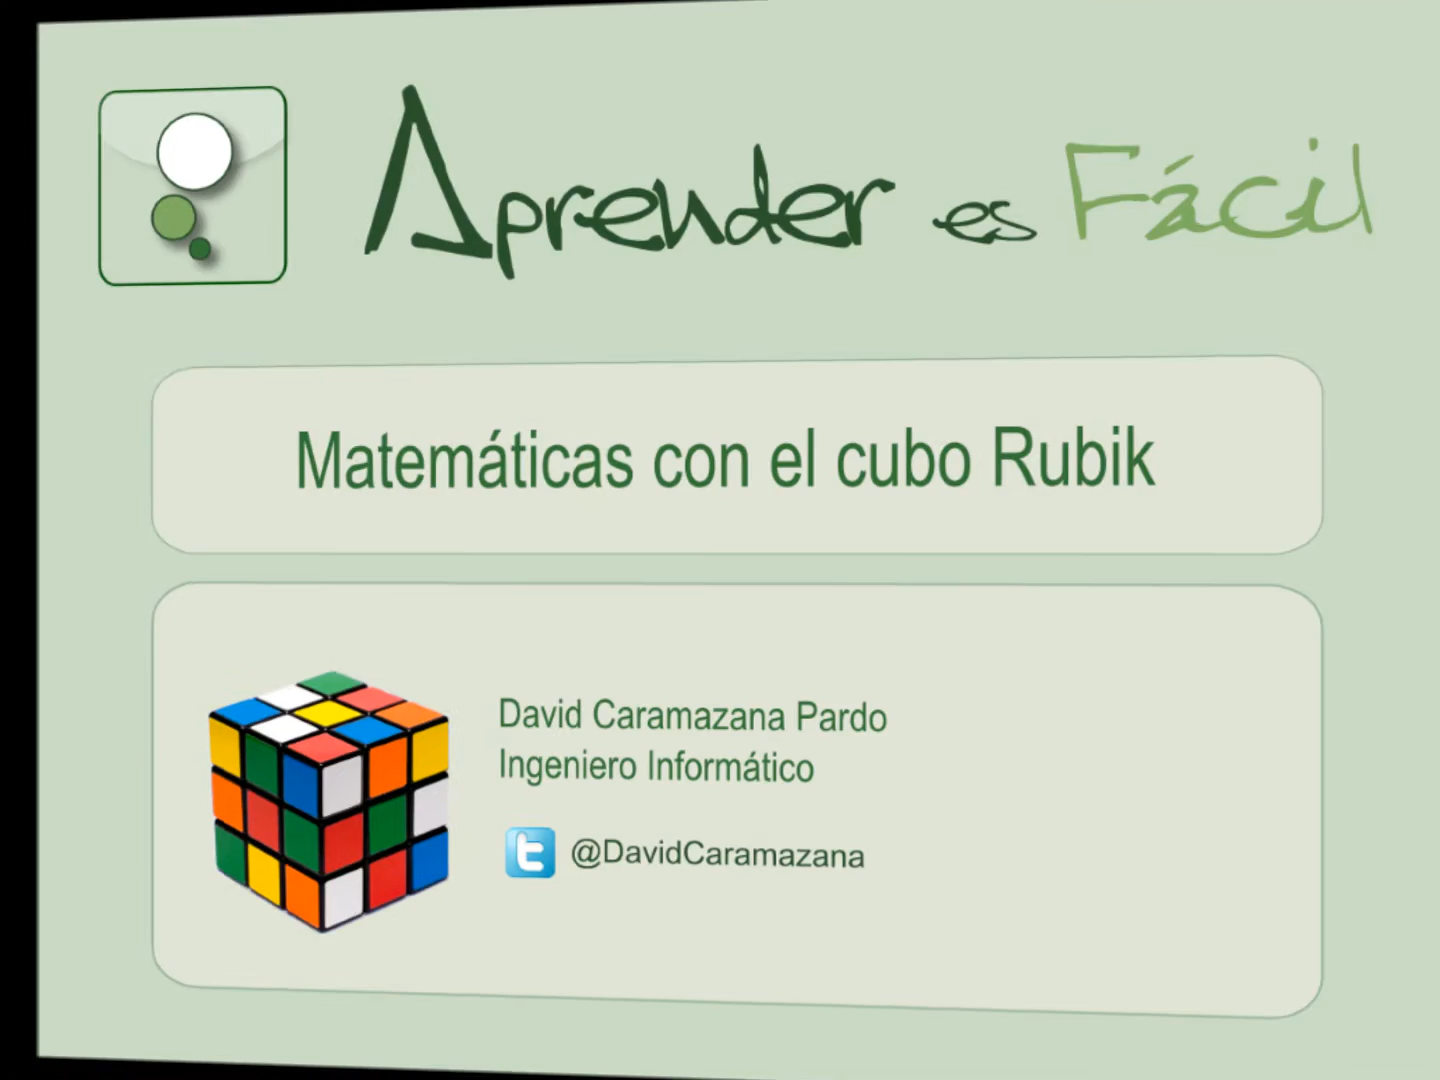 Aprender es Fácil
Matemáticas con el cubo Rubik
David Caramazana Pardo
Ingeniero Informático
@DavidCaramazana